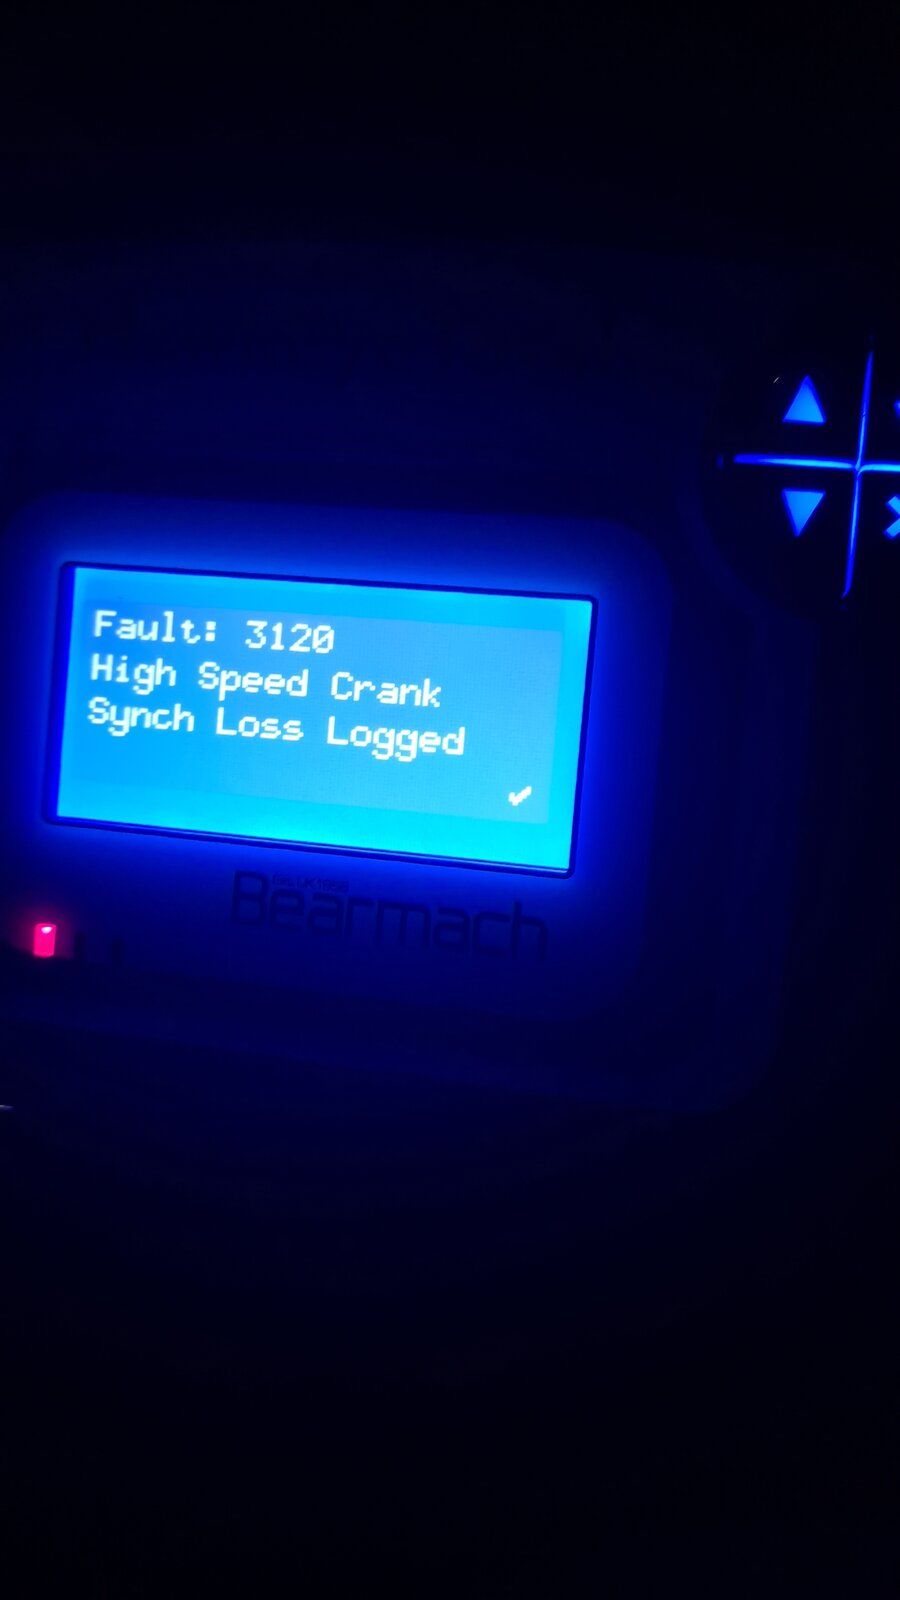 Fault: 3120
High Speed Crank
Synch Loss Logged
Bearmach